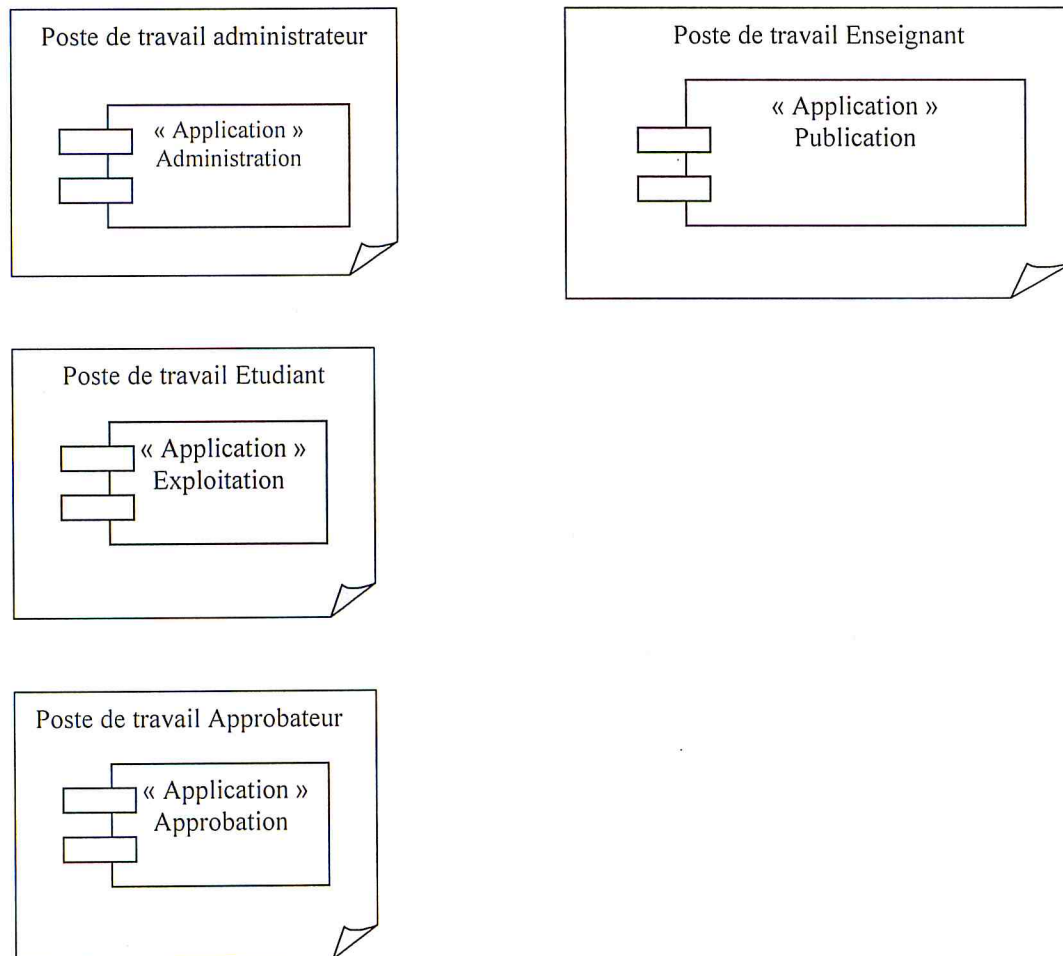 Poste de travail administrateur
« Application »
Administration
Poste de travail Enseignant
« Application »
Publication
Poste de travail Etudiant
« Application »
Exploitation
Poste de travail Approbateur
« Application »
Approbation